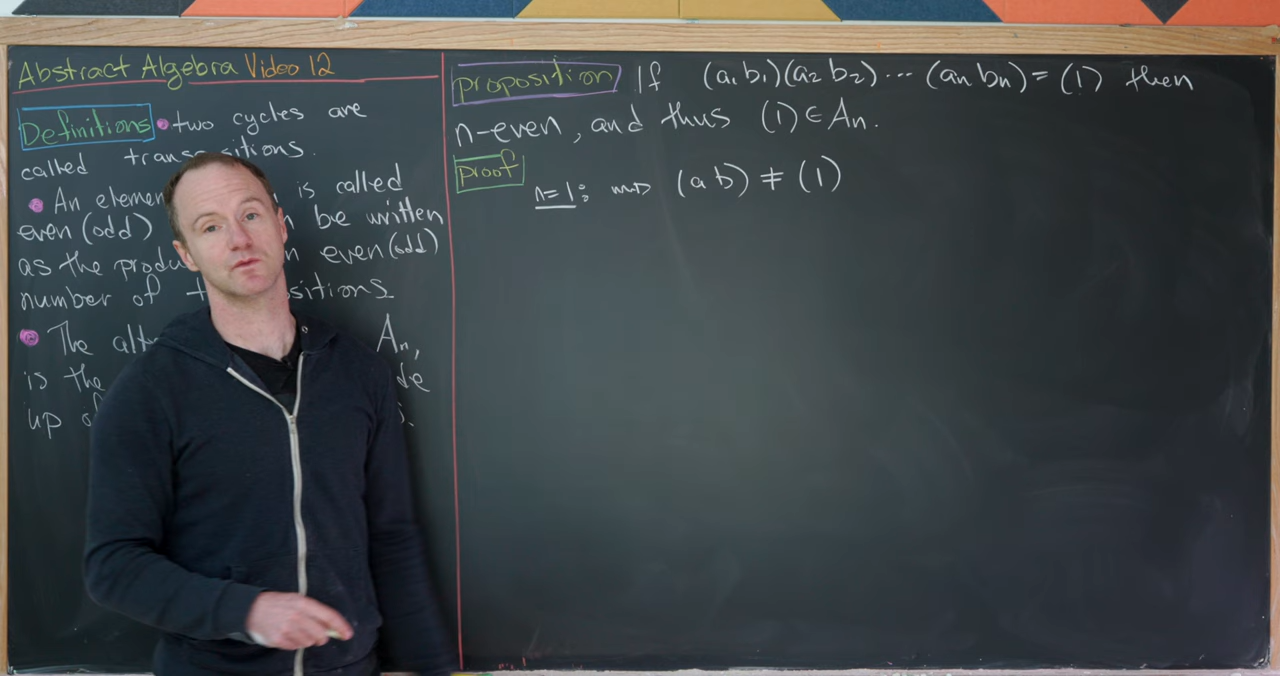 Abstract Algebra Video 12
Definitions • two cycles are
called transpositions.
• An elemen is called
even (odd) n be written
as the produ n even (odd)
number of t sitions
• The alt Aₙ,
is the de
up o s.
proposition If (a₁ b₁)(a₂ b₂) ⋯ (aₙ bₙ) = (1) then
n-even, and thus (1) ∈ Aₙ.
proof
n=1: ⇝ (a b) ≠ (1)